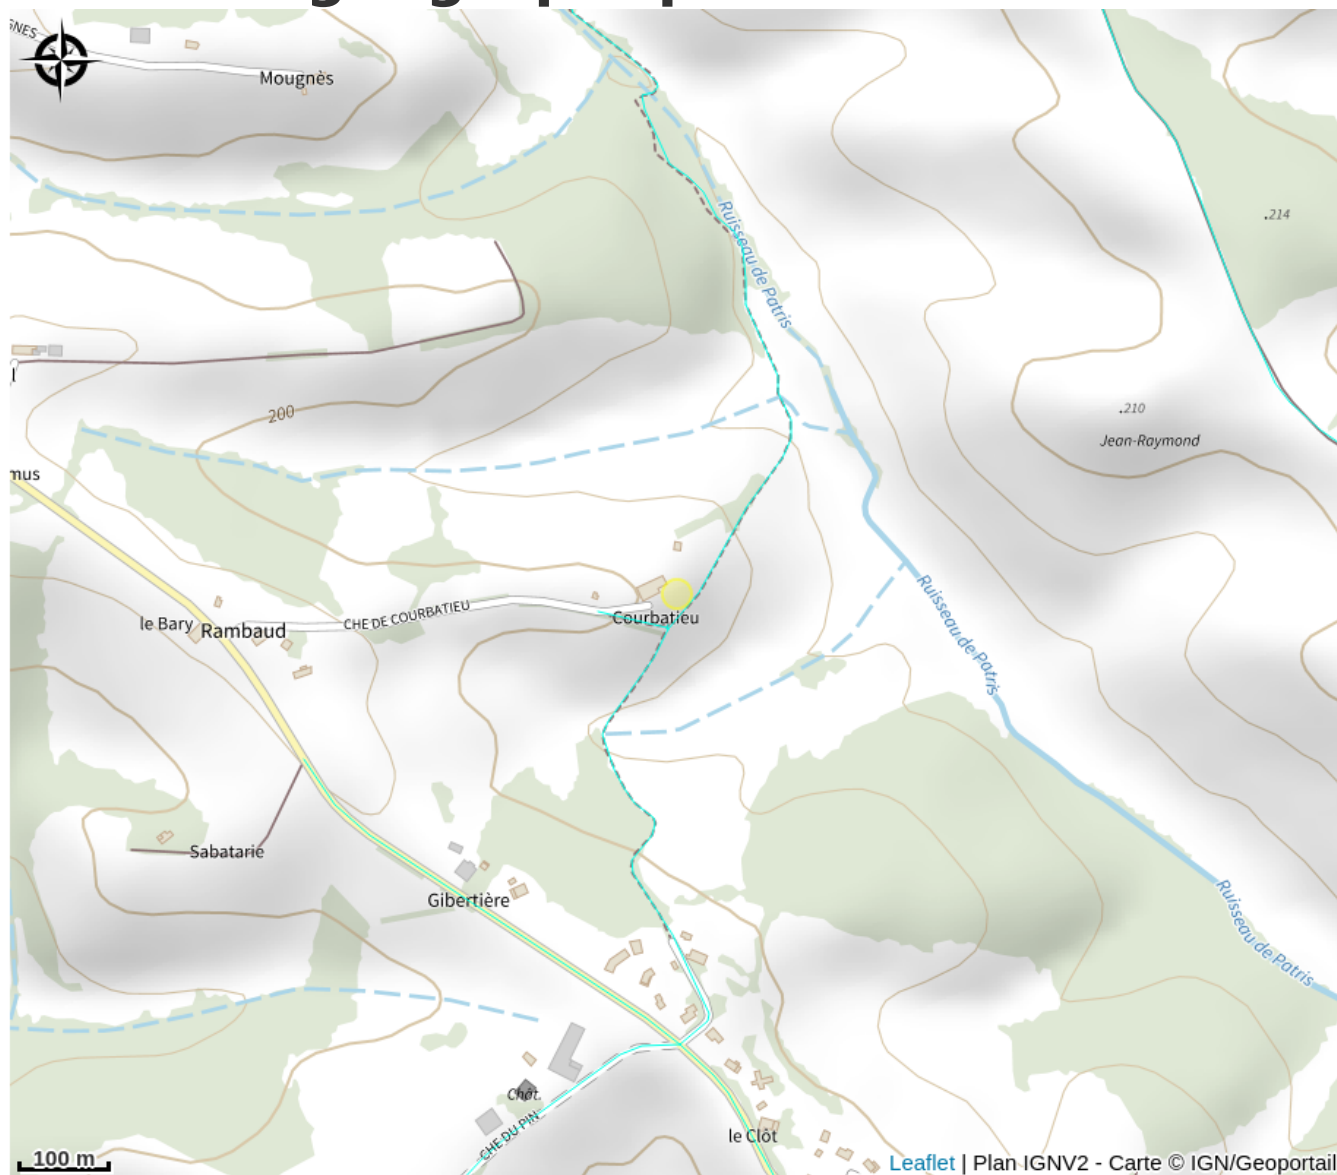 GNES
Mougnès
Ruisseau de Patris
.214
200
.210
Jean-Raymond
mus
CHE DE COURBATIEU
Courbatieu
le Bary
Rambaud
Ruisseau de Patris
Sabatarie
Gibertière
Ruisseau de Patris
Chât.
CHE DU PIN
le Clôt
100 m
Leaflet | Plan IGNV2 - Carte © IGN/Geoportail